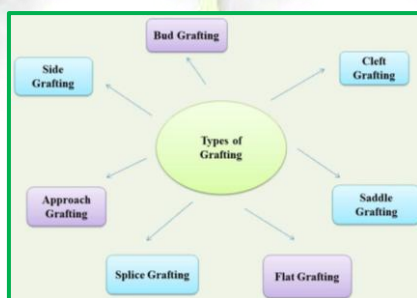 Bud Grafting
Side
Grafting
Cleft
Grafting
Types of
Grafting
Approach
Grafting
Saddle
Grafting
Splice Grafting
Flat Grafting